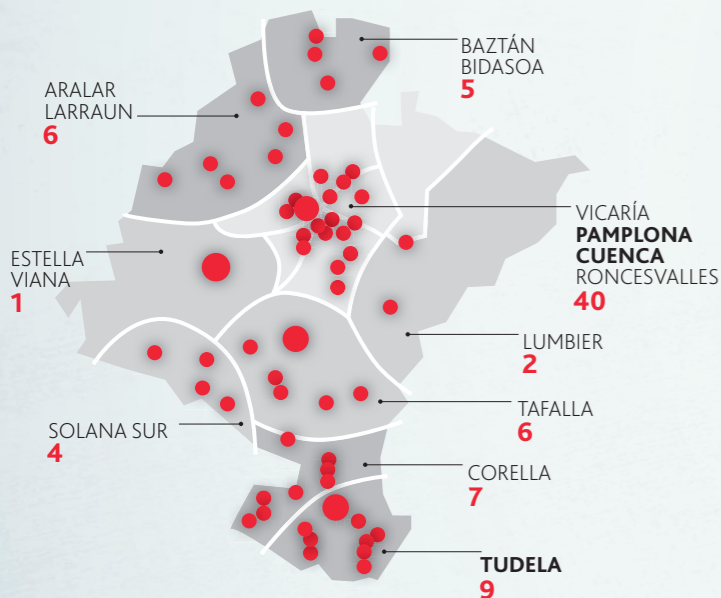 BAZTÁN
BIDASOA
5
ARALAR
LARRAUN
6
VICARÍA
PAMPLONA
CUENCA
RONCESVALLES
40
ESTELLA
VIANA
1
LUMBIER
2
TAFALLA
6
SOLANA SUR
4
CORELLA
7
TUDELA
9